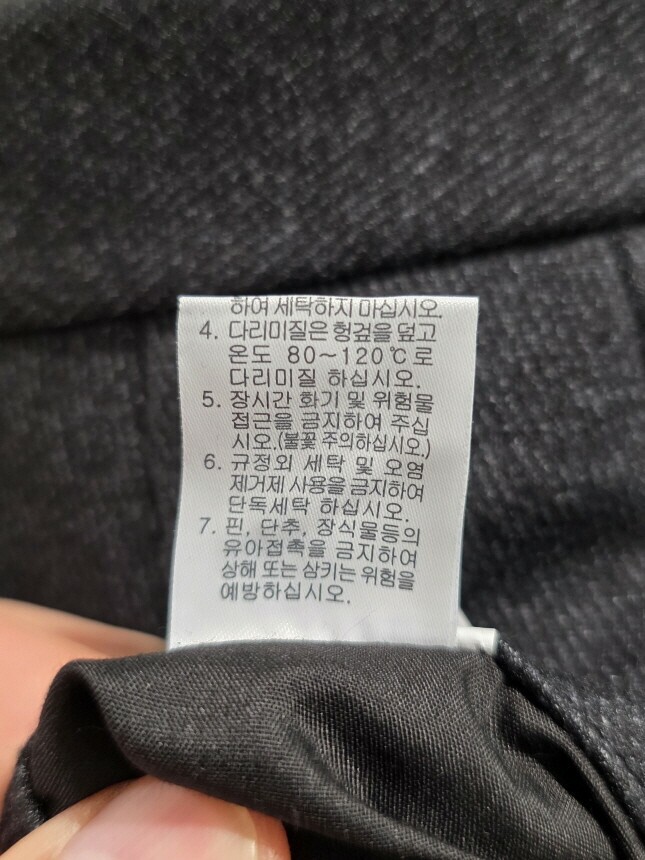 하여 세탁하지 마십시오.
4. 다리미질은 헝겊을 덮고
온도 80~120℃로
다리미질 하십시오.
5. 장시간 화기 및 위험물
접근을 금지하여 주십
시오.(불꽃 주의하십시오.)
6. 규정외 세탁 및 오염
제거제 사용을 금지하여
단독세탁 하십시오.
7. 핀, 단추, 장식물등의
유아접촉을 금지하여
상해 또는 삼키는 위험을
예방하십시오.